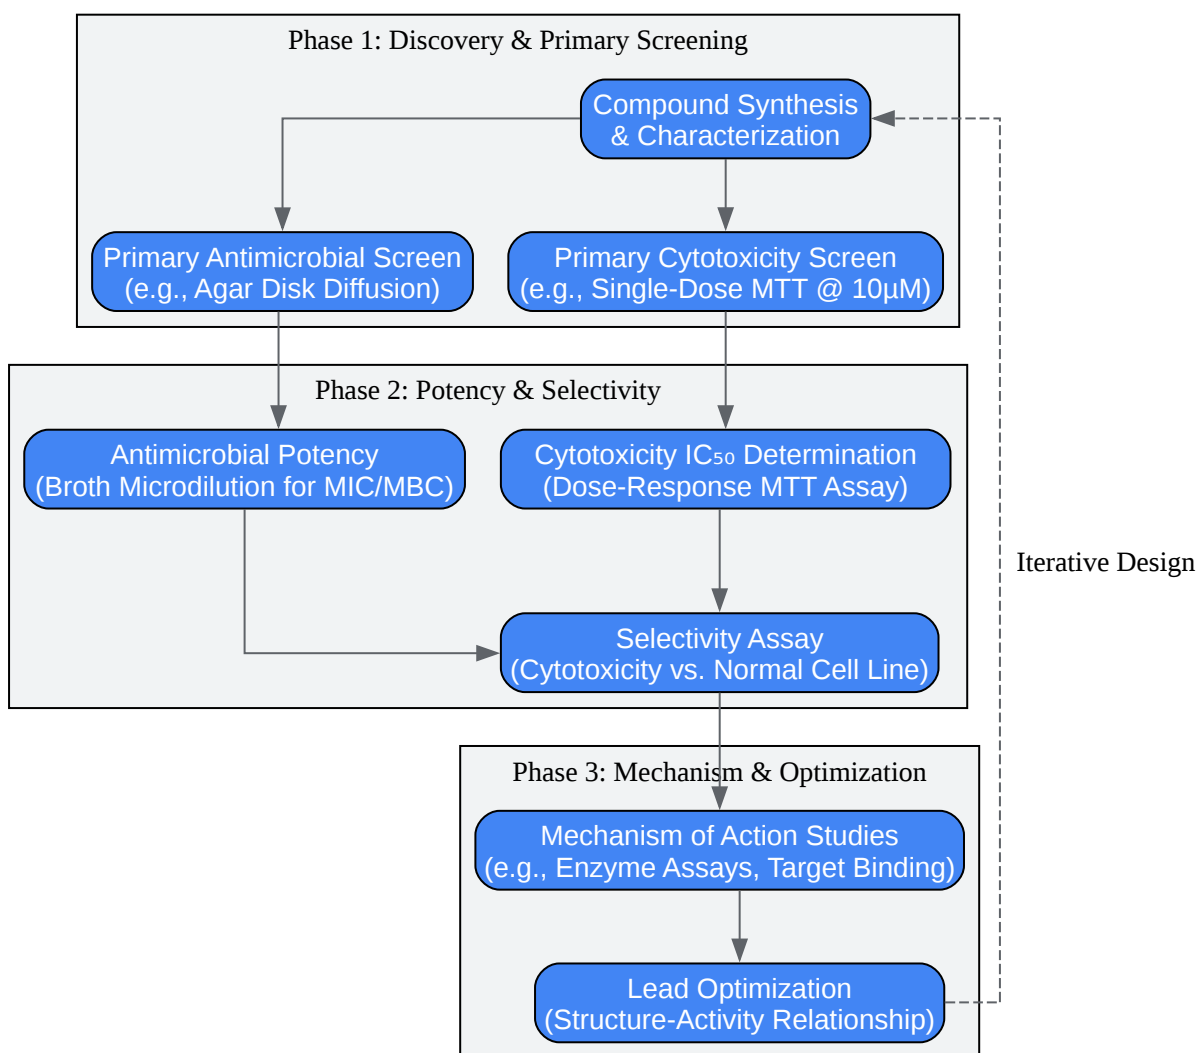 Phase 1: Discovery & Primary Screening
Compound Synthesis
& Characterization
Primary Antimicrobial Screen
(e.g., Agar Disk Diffusion)
Primary Cytotoxicity Screen
(e.g., Single-Dose MTT @ 10µM)
Phase 2: Potency & Selectivity
Antimicrobial Potency
(Broth Microdilution for MIC/MBC)
Cytotoxicity IC₅₀ Determination
(Dose-Response MTT Assay)
Iterative Design
Selectivity Assay
(Cytotoxicity vs. Normal Cell Line)
Phase 3: Mechanism & Optimization
Mechanism of Action Studies
(e.g., Enzyme Assays, Target Binding)
Lead Optimization
(Structure-Activity Relationship)